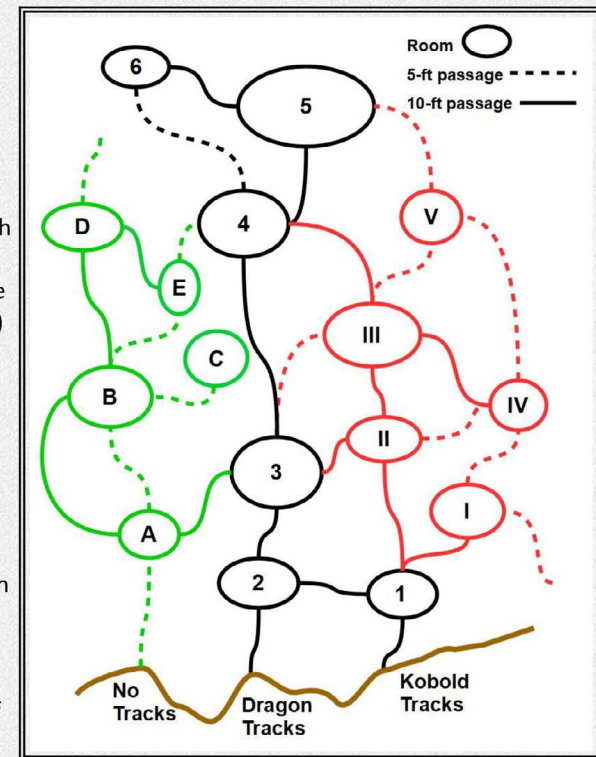 Room
5-ft passage
10-ft passage
6
5
D
4
V
E
III
C
B
IV
II
3
I
A
2
1
No
Tracks
Dragon
Tracks
Kobold
Tracks